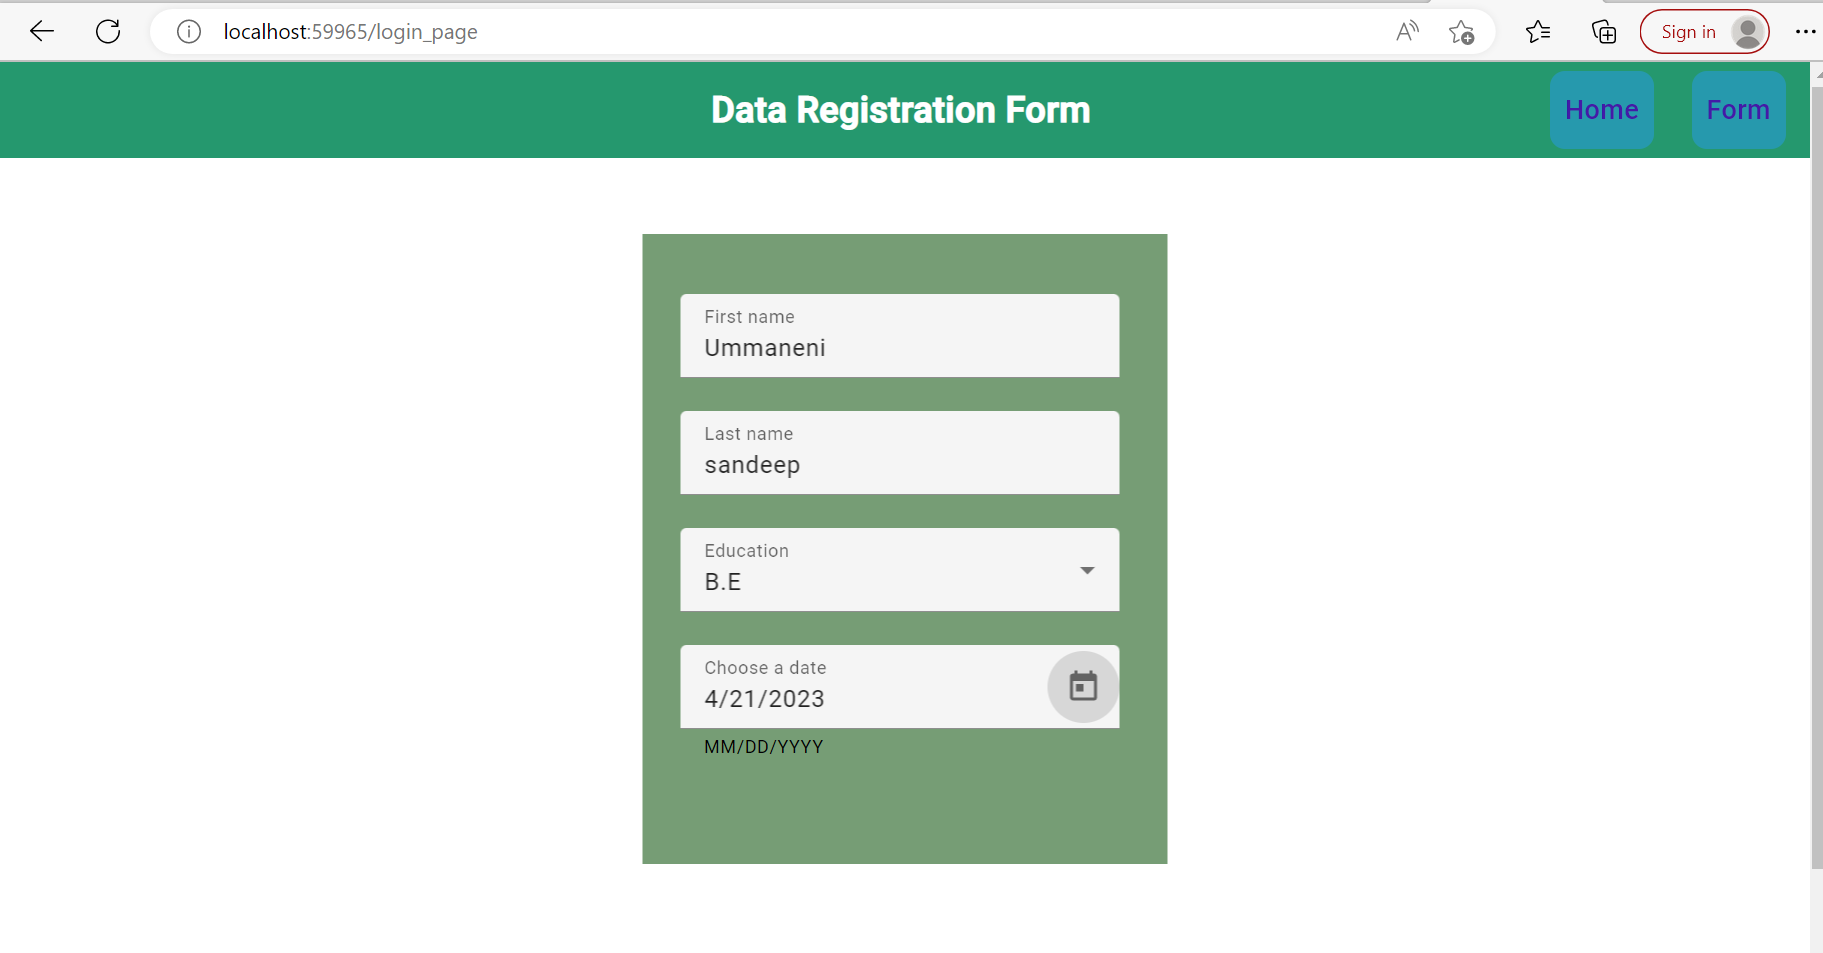 localhost:59965/login_page
A
Sign in
Data Registration Form
Home
Form
First name
Ummaneni
Last name
sandeep
Education
B.E
Choose a date
4/21/2023
MM/DD/YYYY